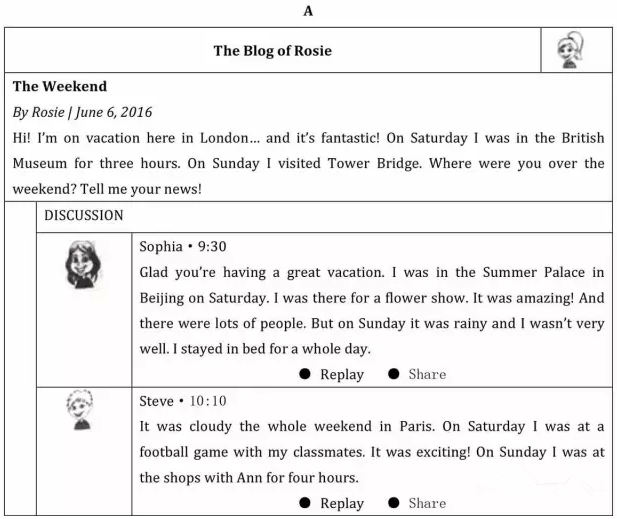 A
The Blog of Rosie
The Weekend
By Rosie / June 6, 2016
Hi! I'm on vacation here in London... and it's fantastic! On Saturday I was in the British
Museum for three hours. On Sunday I visited Tower Bridge. Where were you over the
weekend? Tell me your news!
DISCUSSION
Sophia • 9:30
Glad you're having a great vacation. I was in the Summer Palace in
Beijing on Saturday. I was there for a flower show. It was amazing! And
there were lots of people. But on Sunday it was rainy and I wasn't very
well. I stayed in bed for a whole day.
● Replay ● Share
Steve • 10:10
It was cloudy the whole weekend in Paris. On Saturday I was at a
football game with my classmates. It was exciting! On Sunday I was at
the shops with Ann for four hours.
● Replay ● Share